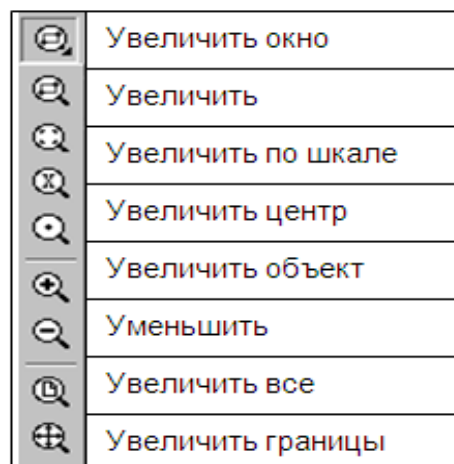 Увеличить окно
Увеличить
Увеличить по шкале
Увеличить центр
Увеличить объект
Уменьшить
Увеличить все
Увеличить границы